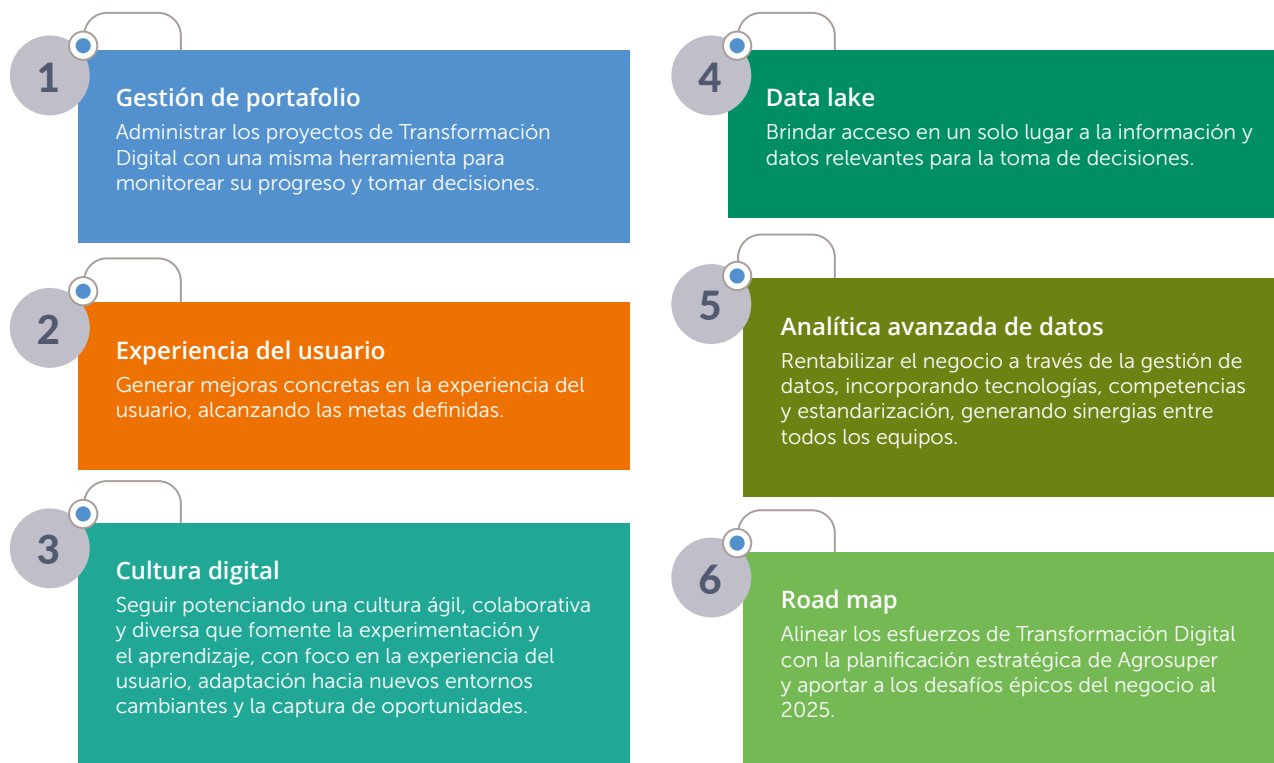 1
Gestión de portafolio
Administrar los proyectos de Transformación
Digital con una misma herramienta para
monitorear su progreso y tomar decisiones.
2
Experiencia del usuario
Generar mejoras concretas en la experiencia del
usuario, alcanzando las metas definidas.
3
Cultura digital
Seguir potenciando una cultura ágil, colaborativa
y diversa que fomente la experimentación y
el aprendizaje, con foco en la experiencia del
usuario, adaptación hacia nuevos entornos
cambiantes y la captura de oportunidades.
4
Data lake
Brindar acceso en un solo lugar a la información y
datos relevantes para la toma de decisiones.
5
Analítica avanzada de datos
Rentabilizar el negocio a través de la gestión de
datos, incorporando tecnologías, competencias
y estandarización, generando sinergias entre
todos los equipos.
6
Road map
Alinear los esfuerzos de Transformación Digital
con la planificación estratégica de Agrosuper
y aportar a los desafíos épicos del negocio al
2025.